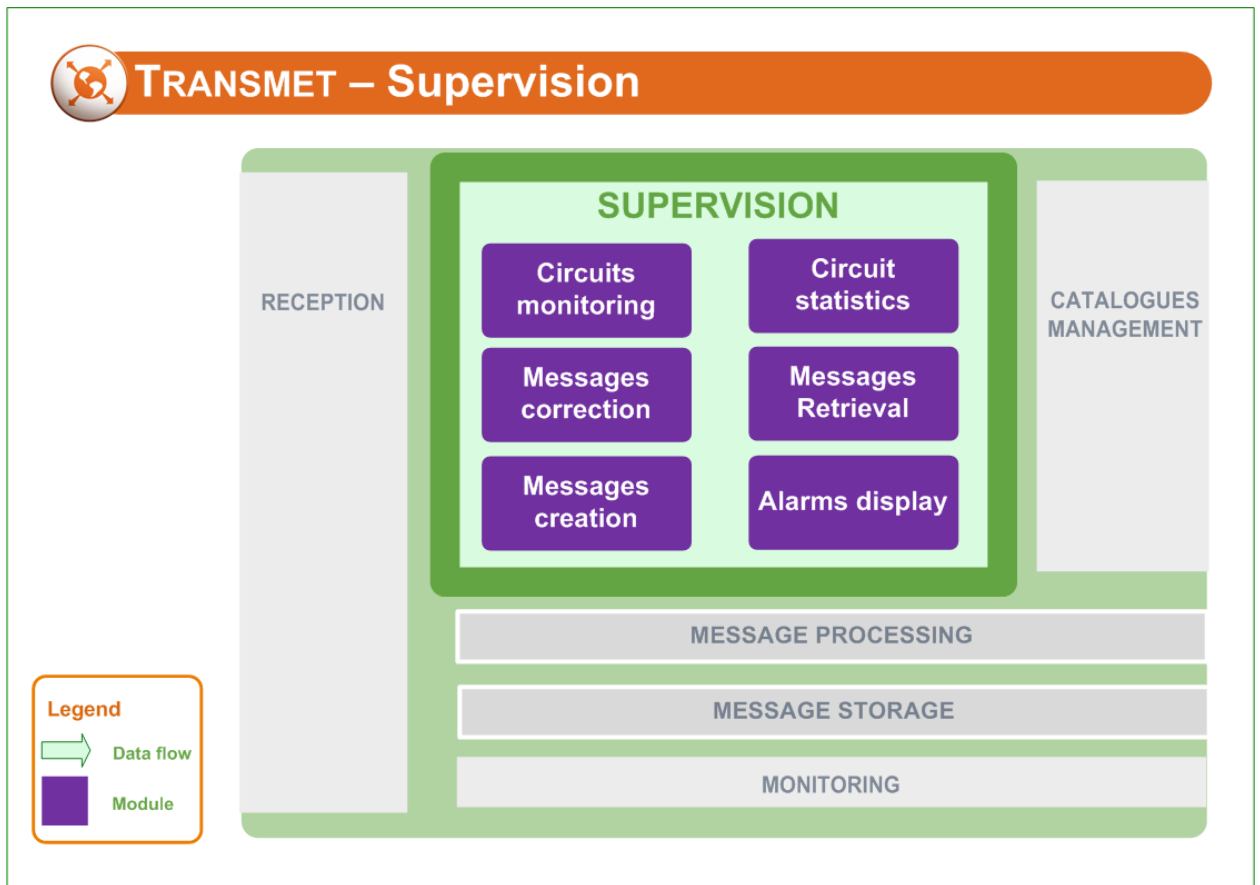 TRANSMET – Supervision
SUPERVISION
Circuits
monitoring
Circuit
statistics
Messages
correction
Messages
Retrieval
Messages
creation
Alarms display
RECEPTION
CATALOGUES
MANAGEMENT
MESSAGE PROCESSING
MESSAGE STORAGE
MONITORING
Legend
Data flow
Module